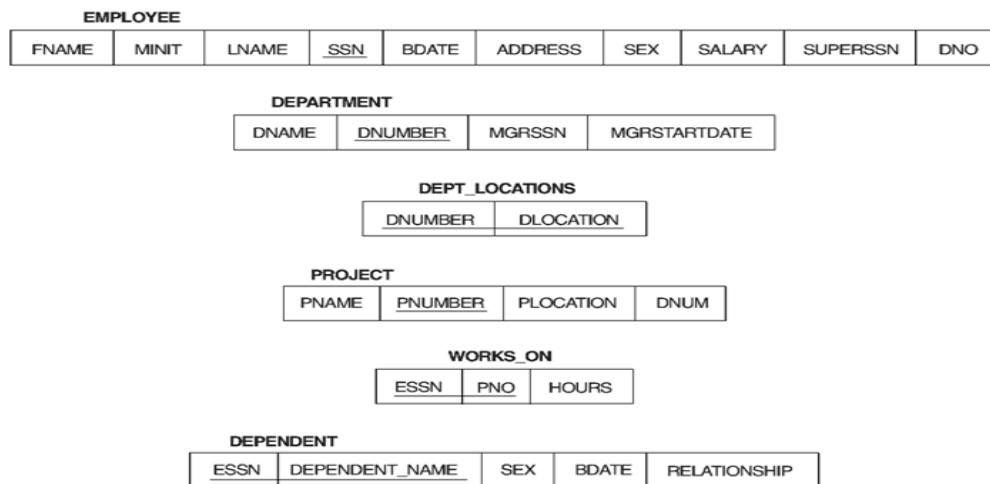 EMPLOYEE
FNAME MINIT LNAME SSN BDATE ADDRESS SEX SALARY SUPERSSN DNO
DEPARTMENT
DNAME DNUMBER MGRSSN MGRSTARTDATE
DEPT_LOCATIONS
DNUMBER DLOCATION
PROJECT
PNAME PNUMBER PLOCATION DNUM
WORKS_ON
ESSN PNO HOURS
DEPENDENT
ESSN DEPENDENT_NAME SEX BDATE RELATIONSHIP